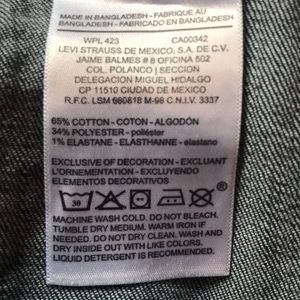 MADE IN BANGLADESH - FABRIQUE AU
BANGLADESH - FABRICADO EN BANGLADESH
WPL 423 CA00342
LEVI STRAUSS DE MEXICO, S.A. DE C.V.
JAIME BALMES # 8 OFICINA 502
COL. POLANCO | SECCION
DELEGACION MIGUEL HIDALGO
CP 11510 CIUDAD DE MEXICO
R.F.C. LSM M-98 C.N.I.V. 3337
65% COTTON - COTON - ALGODÓN
34% POLYESTER - poliéster
1% ELASTANE - ELASTHANNE - elastano
EXCLUSIVE OF DECORATION - EXCLUANT
L'ORNEMENTATION - EXCLUYENDO
ELEMENTOS DECORATIVOS
30
MACHINE WASH COLD. DO NOT BLEACH.
TUMBLE DRY MEDIUM. WARM IRON IF
NEEDED. DO NOT DRY CLEAN. WASH AND
DRY INSIDE OUT WITH LIKE COLORS.
LIQUID DETERGENT IS RECOMMENDED.